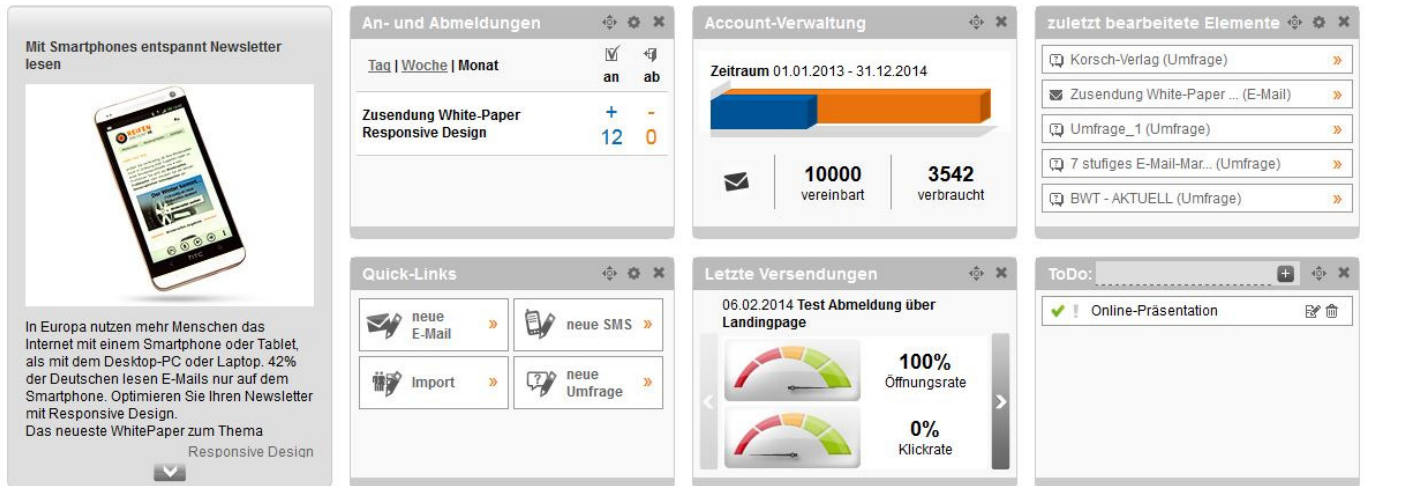 Mit Smartphones entspannt Newsletter
lesen
REIFEN
Der Winter kommt...
hTC
In Europa nutzen mehr Menschen das
Internet mit einem Smartphone oder Tablet,
als mit dem Desktop-PC oder Laptop. 42%
der Deutschen lesen E-Mails nur auf dem
Smartphone. Optimieren Sie Ihren Newsletter
mit Responsive Design.
Das neueste WhitePaper zum Thema
Responsive Design
An- und Abmeldungen
Tag | Woche | Monat
an ab
Zusendung White-Paper
Responsive Design
+ -
12 0
Account-Verwaltung
Zeitraum 01.01.2013 - 31.12.2014
10000 3542
vereinbart verbraucht
zuletzt bearbeitete Elemente
Korsch-Verlag (Umfrage) »
Zusendung White-Paper ... (E-Mail) »
Umfrage_1 (Umfrage) »
7 stufiges E-Mail-Mar... (Umfrage) »
BWT - AKTUELL (Umfrage) »
Quick-Links
neue
E-Mail »
neue SMS »
Import »
neue
Umfrage »
Letzte Versendungen
06.02.2014 Test Abmeldung über
Landingpage
100%
Öffnungsrate
0%
Klickrate
ToDo:
Online-Präsentation